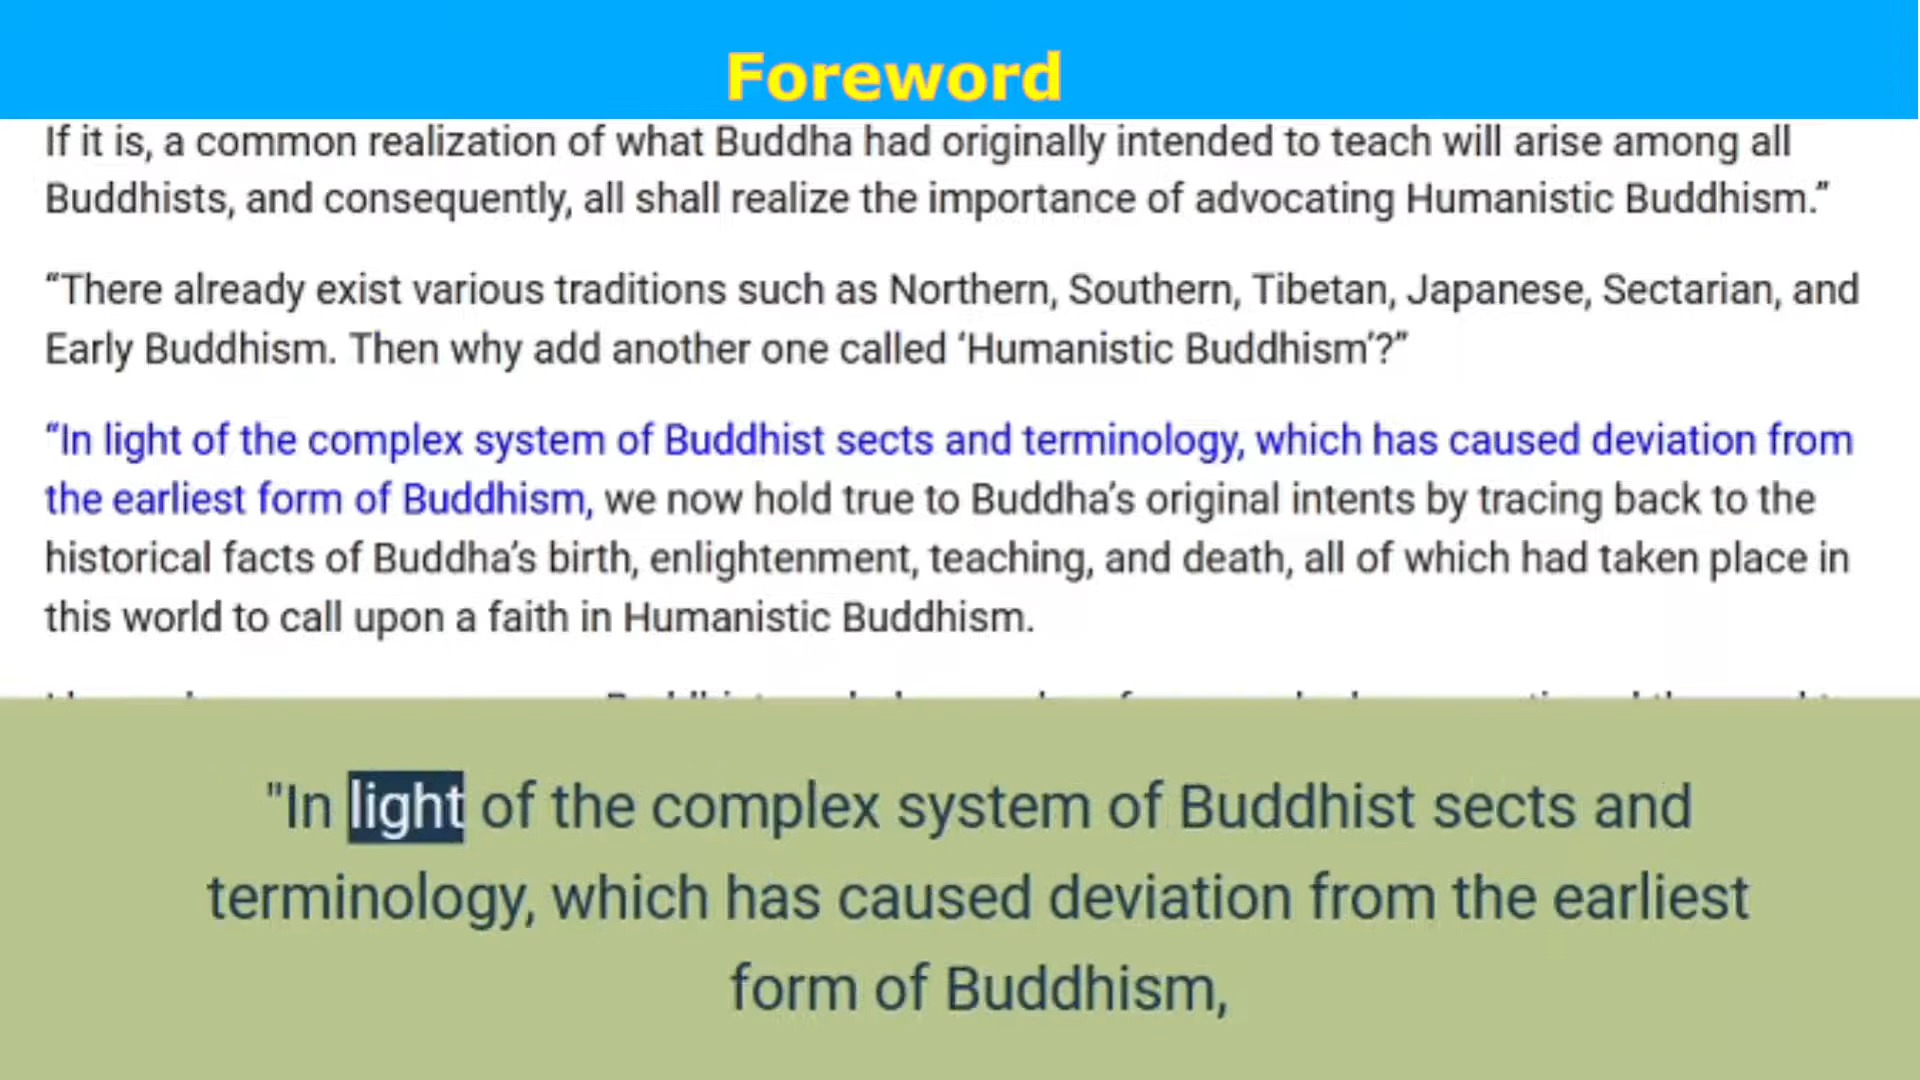 Foreword
If it is, a common realization of what Buddha had originally intended to teach will arise among all
Buddhists, and consequently, all shall realize the importance of advocating Humanistic Buddhism.”
“There already exist various traditions such as Northern, Southern, Tibetan, Japanese, Sectarian, and
Early Buddhism. Then why add another one called ‘Humanistic Buddhism’?”
“In light of the complex system of Buddhist sects and terminology, which has caused deviation from
the earliest form of Buddhism, we now hold true to Buddha’s original intents by tracing back to the
historical facts of Buddha’s birth, enlightenment, teaching, and death, all of which had taken place in
this world to call upon a faith in Humanistic Buddhism.
"In light of the complex system of Buddhist sects and
terminology, which has caused deviation from the earliest
form of Buddhism,